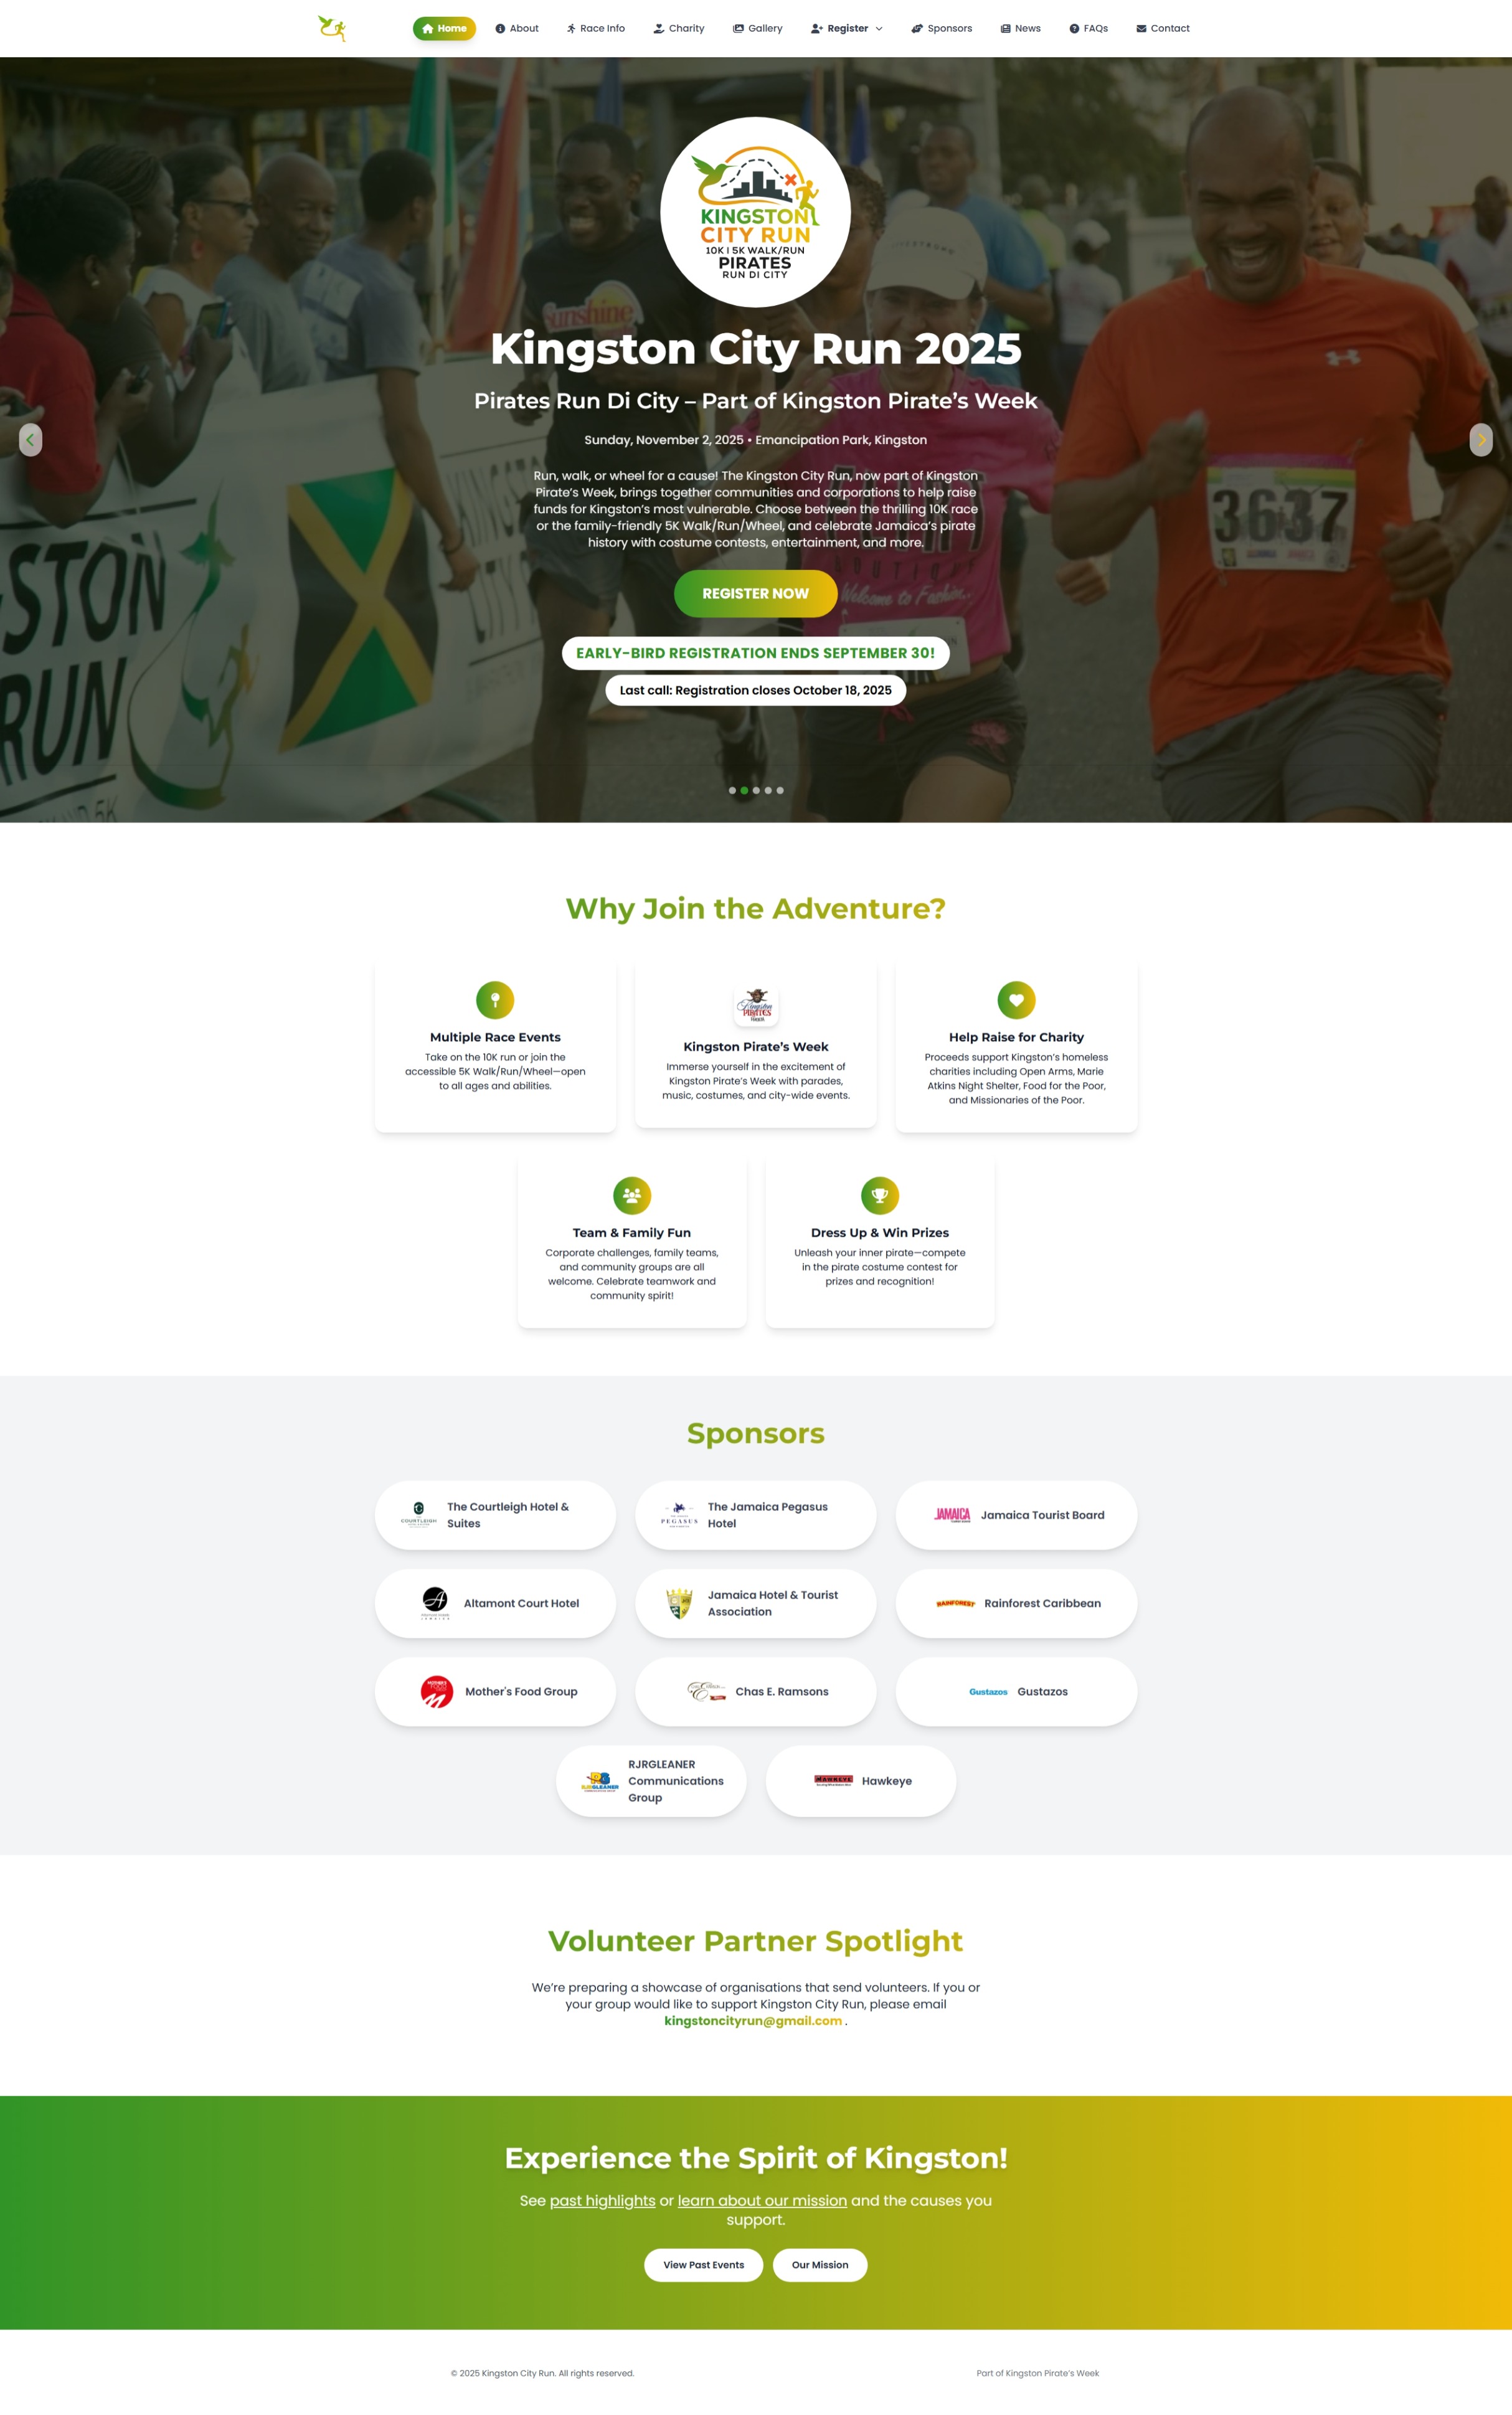 Home
About
Race Info
Charity
Gallery
Register
Sponsors
News
FAQs
Contact
KINGSTON
CITY RUN
10K | 5K WALK/RUN
PIRATES
RUN DI CITY
Kingston City Run 2025
Pirates Run Di City – Part of Kingston Pirate's Week
Sunday, November 2, 2025 • Emancipation Park, Kingston
Run, walk, or wheel for a cause! The Kingston City Run, now part of Kingston
Pirate's Week, brings together communities and corporations to help raise
funds for Kingston's most vulnerable. Choose between the thrilling 10K race
or the family-friendly 5K Walk/Run/Wheel, and celebrate Jamaica's pirate
history with costume contests, entertainment, and more.
REGISTER NOW
EARLY-BIRD REGISTRATION ENDS SEPTEMBER 30!
Last call: Registration closes October 18, 2025
LIVESTRONG
Sunshine
3637
Welcome to Fashion..
RUN
Why Join the Adventure?
Multiple Race Events
Take on the 10K run or join the
accessible 5K Walk/Run/Wheel—open
to all ages and abilities.
Kingston
PIRATES
Kingston Pirate's Week
Immerse yourself in the excitement of
Kingston Pirate's Week with parades,
music, costumes, and city-wide events.
Help Raise for Charity
Proceeds support Kingston's homeless
charities including Open Arms, Marie
Atkins Night Shelter, Food for the Poor,
and Missionaries of the Poor.
Team & Family Fun
Corporate challenges, family teams,
and community groups are all
welcome. Celebrate teamwork and
community spirit!
Dress Up & Win Prizes
Unleash your inner pirate—compete
in the pirate costume contest for
prizes and recognition!
Sponsors
COURTLEIGH
The Courtleigh Hotel &
Suites
PEGASUS
The Jamaica Pegasus
Hotel
JAMAICA
Jamaica Tourist Board
Altamont Court Hotel
Jamaica Hotel & Tourist
Association
RAINFOREST
Rainforest Caribbean
Mother's Food Group
Chas E. Ramsons
Gustazos
Gustazos
RJRGLEANER
RJRGLEANER
Communications
Group
HAWKEYE
Hawkeye
Volunteer Partner Spotlight
We're preparing a showcase of organisations that send volunteers. If you or
your group would like to support Kingston City Run, please email
kingstoncityrun@gmail.com .
Experience the Spirit of Kingston!
See past highlights or learn about our mission and the causes you
support.
View Past Events
Our Mission
© 2025 Kingston City Run. All rights reserved.
Part of Kingston Pirate's Week